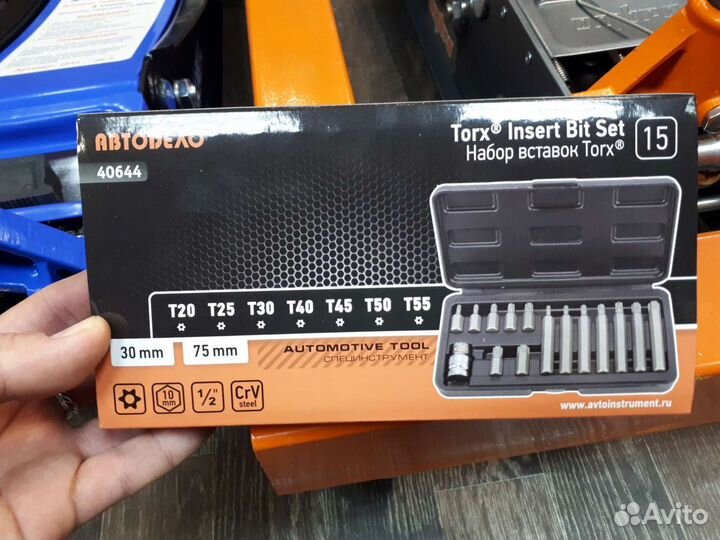 АВТОDELO
40644
Torx® Insert Bit Set
Набор вставок Torx®
15
T20 T25 T30 T40 T45 T50 T55
30 mm 75 mm
AUTOMOTIVE TOOL
СПЕЦИНСТРУМЕНТ
10 mm
1/2"
CrV steel
www.avtoinstrument.ru
Avito